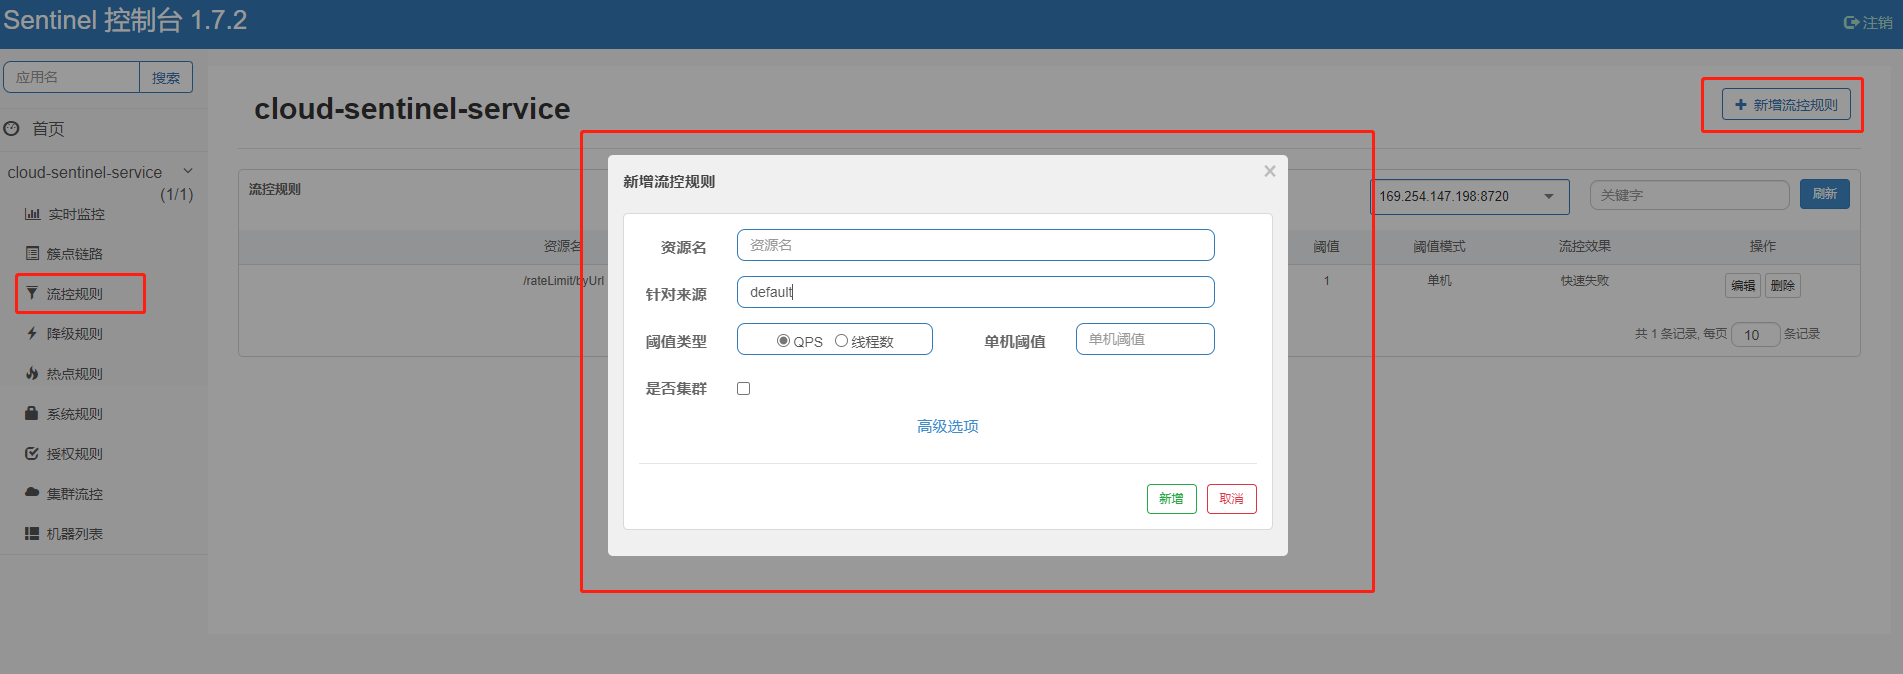 Sentinel 控制台 1.7.2
注销
应用名
搜索
首页
cloud-sentinel-service
(1/1)
实时监控
簇点链路
流控规则
降级规则
热点规则
系统规则
授权规则
集群流控
机器列表
cloud-sentinel-service
新增流控规则
流控规则
169.254.147.198:8720
关键字
刷新
资源名 阈值 阈值模式 流控效果 操作
/rateLimit/byUrl 1 单机 快速失败 编辑 删除
共 1 条记录, 每页 10 条记录
新增流控规则
×
资源名 资源名
针对来源 default
阈值类型 QPS 线程数 单机阈值 单机阈值
是否集群
高级选项
新增 取消